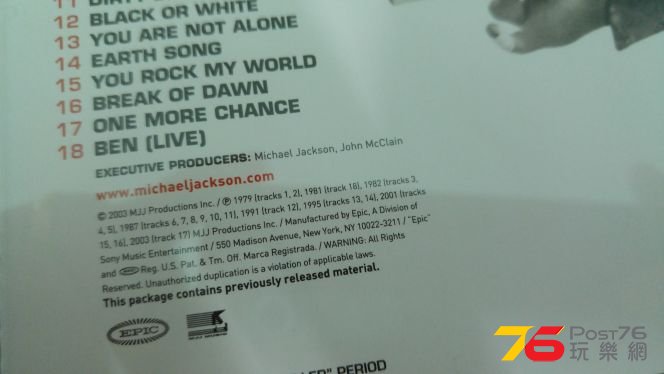 11 DIRTY
12 BLACK OR WHITE
13 YOU ARE NOT ALONE
14 EARTH SONG
15 YOU ROCK MY WORLD
16 BREAK OF DAWN
17 ONE MORE CHANCE
18 BEN (LIVE)
EXECUTIVE PRODUCERS: Michael Jackson, John McClain
www.michaeljackson.com
© 2003 MJJ Productions Inc. / ℗ 1979 (tracks 1, 2), 1981 (track 18), 1982 (tracks 3,
4, 5), 1987 (tracks 6, 7, 8, 9, 10, 11), 1991 (track 12), 1995 (tracks 13, 14), 2001 (tracks
15, 16), 2003 (track 17) MJJ Productions Inc. / Manufactured by Epic, A Division of
Sony Music Entertainment / 550 Madison Avenue, New York, NY 10022-3211 / "Epic"
and EPIC Reg. U.S. Pat. & Tm. Off. Marca Registrada. / WARNING: All Rights
Reserved. Unauthorized duplication is a violation of applicable laws.
This package contains previously released material.
EPIC
PERIOD
76 Post76
玩樂網